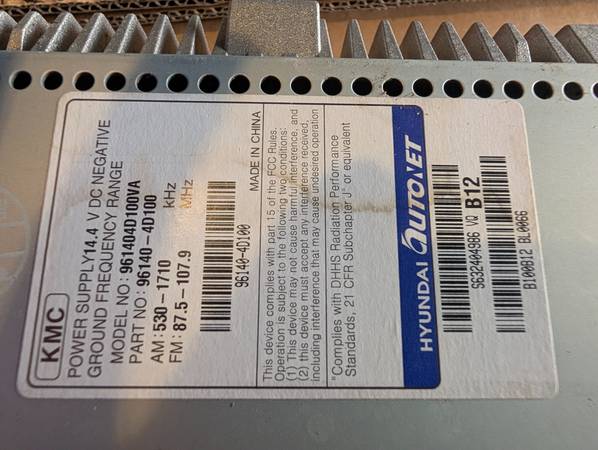 KMC
POWER SUPPLY14.4 V DC NEGATIVE
GROUND FREQUENCY RANGE
MODEL NO: 961404D100VA
PART NO: 96140-4D100
AM: 530-1710 kHz
FM: 87.5-107.9 MHz
96140-4D100
MADE IN CHINA
This device complies with part 15 of the FCC Rules.
Operation is subject to the following two conditions:
(1) This device may not cause harmful interference, and
(2) this device must accept any interference received,
including interference that may cause undesired operation
"Complies with DHHS Radiation Performance
Standards, 21 CFR Subchapter J" or equivalent
HYUNDAI AUTONET
S632404986 VQ B12
B100B12 BL0066